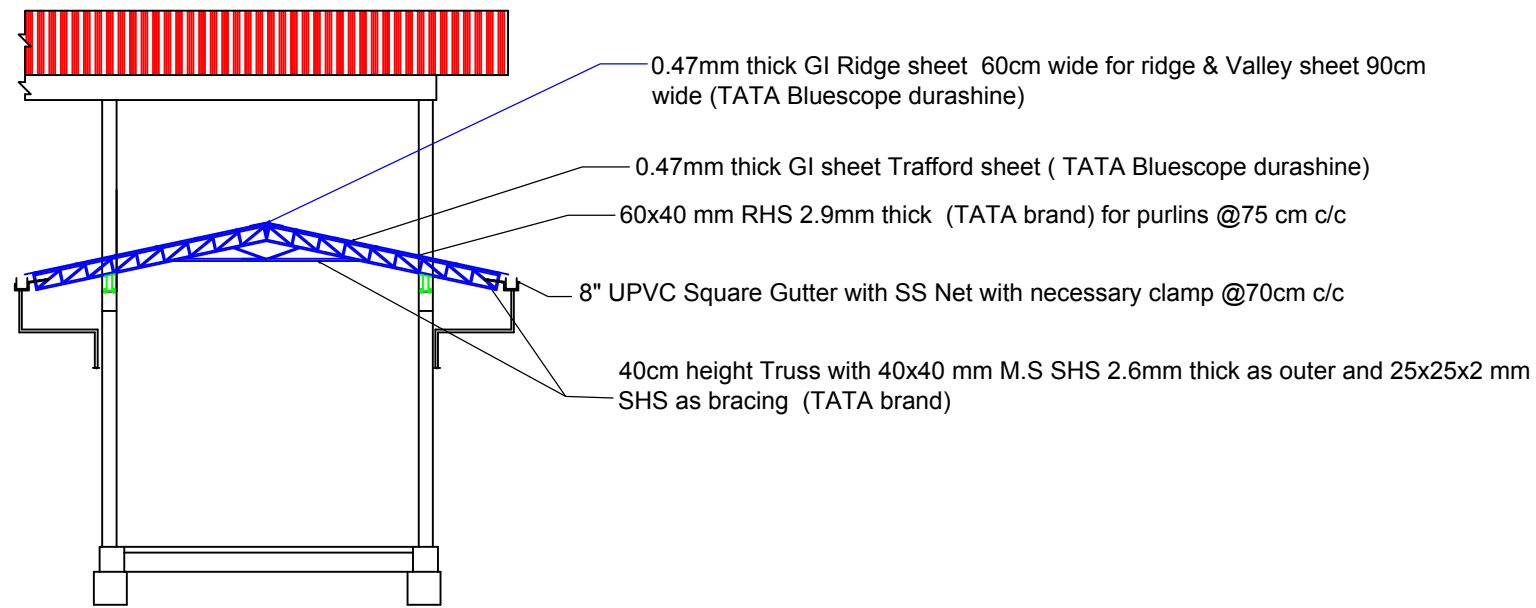 0.47mm thick GI Ridge sheet  60cm wide for ridge & Valley sheet 90cm
wide (TATA Bluescope durashine)
0.47mm thick GI sheet Trafford sheet ( TATA Bluescope durashine)
60x40 mm RHS 2.9mm thick  (TATA brand) for purlins @75 cm c/c
8" UPVC Square Gutter with SS Net with necessary clamp @70cm c/c
40cm height Truss with 40x40 mm M.S SHS 2.6mm thick as outer and 25x25x2 mm
SHS as bracing  (TATA brand)